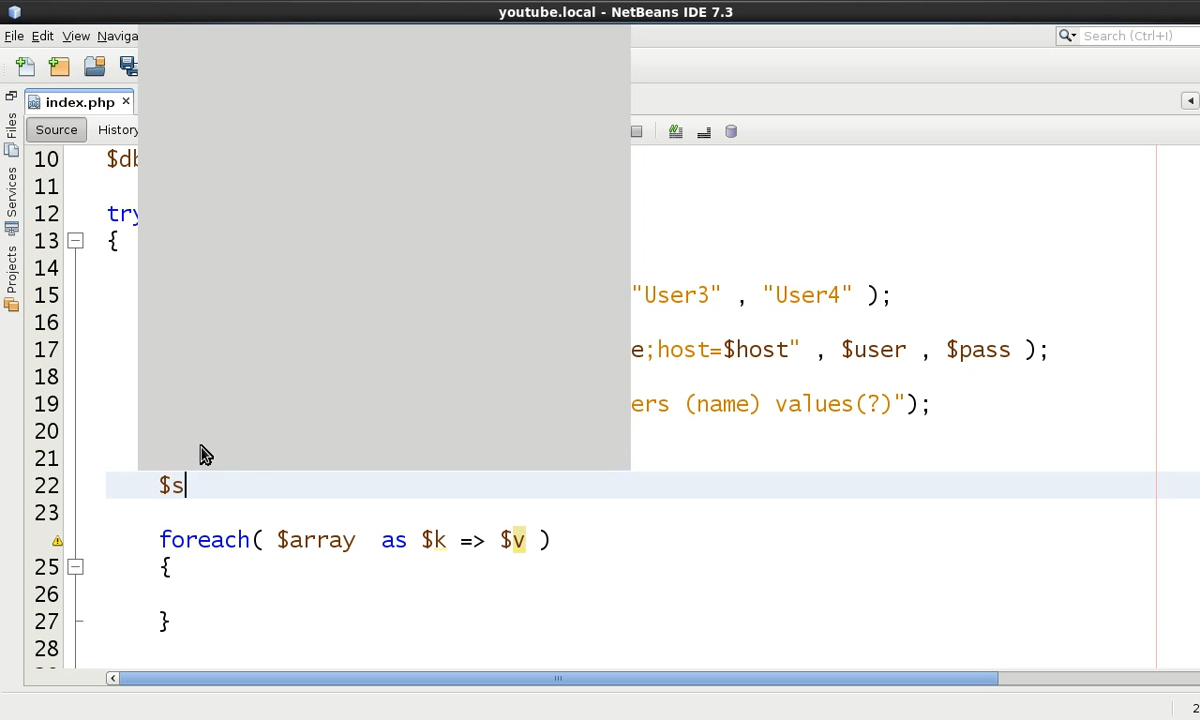 youtube.local - NetBeans IDE 7.3
File Edit View Naviga
Search (Ctrl+I)
index.php
Source History
Files
Services
Projects
10 $db
11
12 try
13 {
14
15 "User3" , "User4" );
16
17 e;host=$host" , $user , $pass );
18
19 ers (name) values(?)");
20
21
22 $s
23
foreach( $array as $k => $v )
25 {
26
27 }
28
2